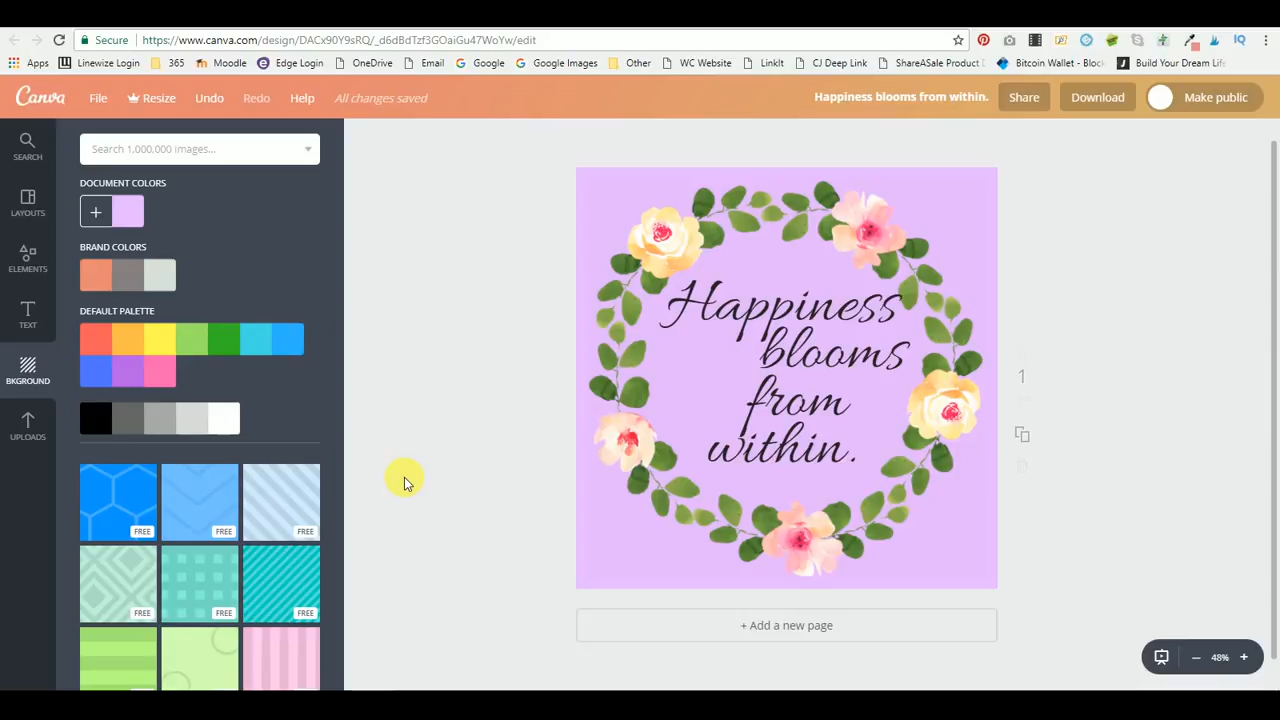 Secure
https://www.canva.com/design/DACx90Y9sRQ/_d6dBdTzf3GOaiGu47WoYw/edit
Apps
Linewize Login
365
Moodle
Edge Login
OneDrive
Email
Google
Google Images
Other
WC Website
LinkIt
CJ Deep Link
ShareASale Product D
Bitcoin Wallet - Block
Build Your Dream Life
Canva
File
Resize
Undo
Redo
Help
All changes saved
Happiness blooms from within.
Share
Download
Make public
SEARCH
LAYOUTS
ELEMENTS
TEXT
BKGROUND
UPLOADS
Search 1,000,000 images...
DOCUMENT COLORS
BRAND COLORS
DEFAULT PALETTE
FREE
FREE
FREE
FREE
FREE
FREE
Happiness
blooms
from
within.
1
+ Add a new page
48%